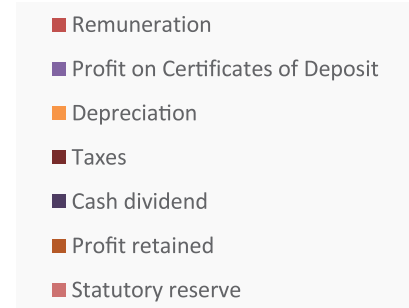 Remuneration
Profit on Certificates of Deposit
Depreciation
Taxes
Cash dividend
Profit retained
Statutory reserve